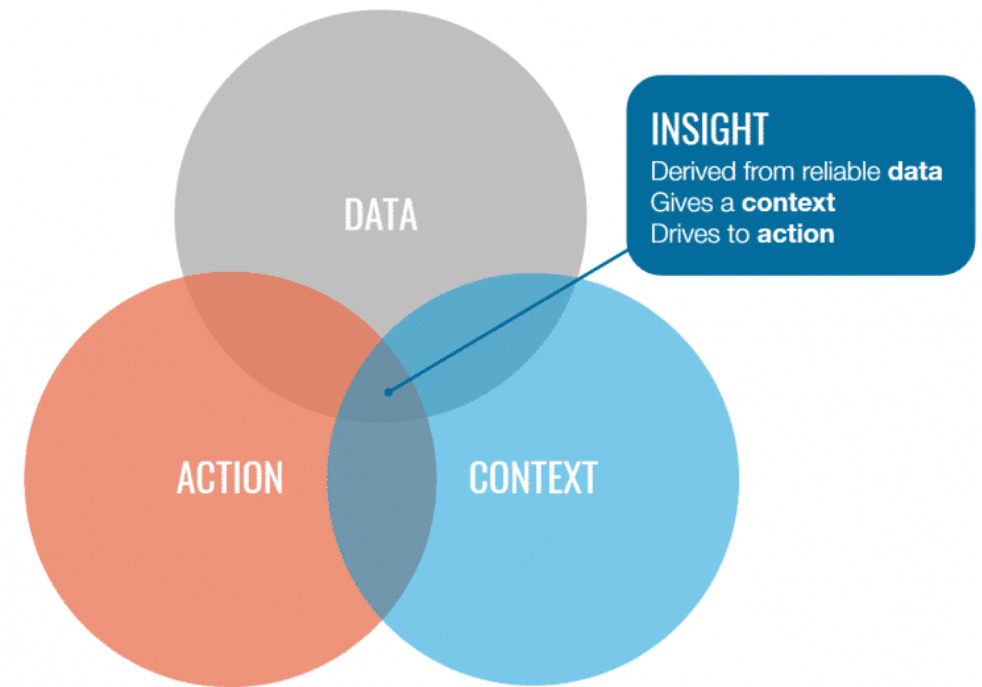 DATA
INSIGHT
Derived from reliable data
Gives a context
Drives to action
ACTION
CONTEXT